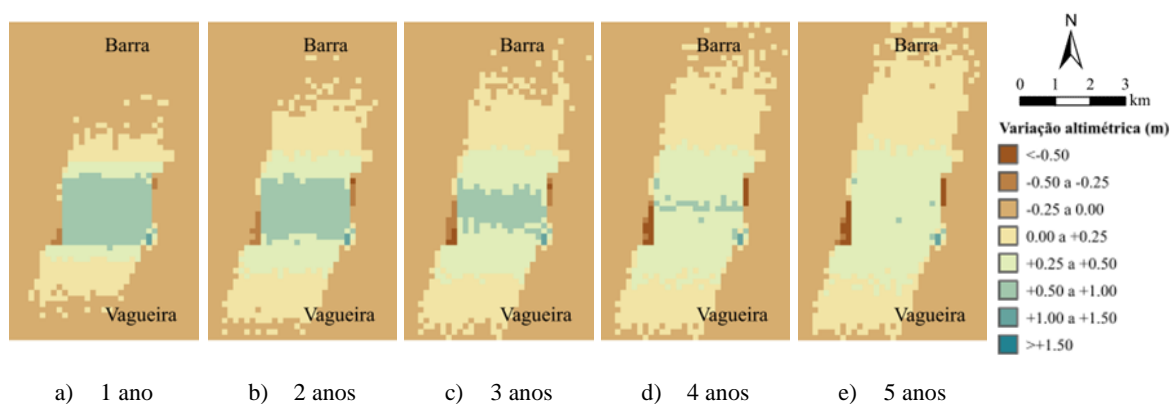 Barra
Vagueira
Barra
Vagueira
Barra
Vagueira
Barra
Vagueira
Barra
Vagueira
N
0 1 2 3
km
Variação altimétrica (m)
<-0.50
-0.50 a -0.25
-0.25 a 0.00
0.00 a +0.25
+0.25 a +0.50
+0.50 a +1.00
+1.00 a +1.50
>+1.50
a) 1 ano
b) 2 anos
c) 3 anos
d) 4 anos
e) 5 anos